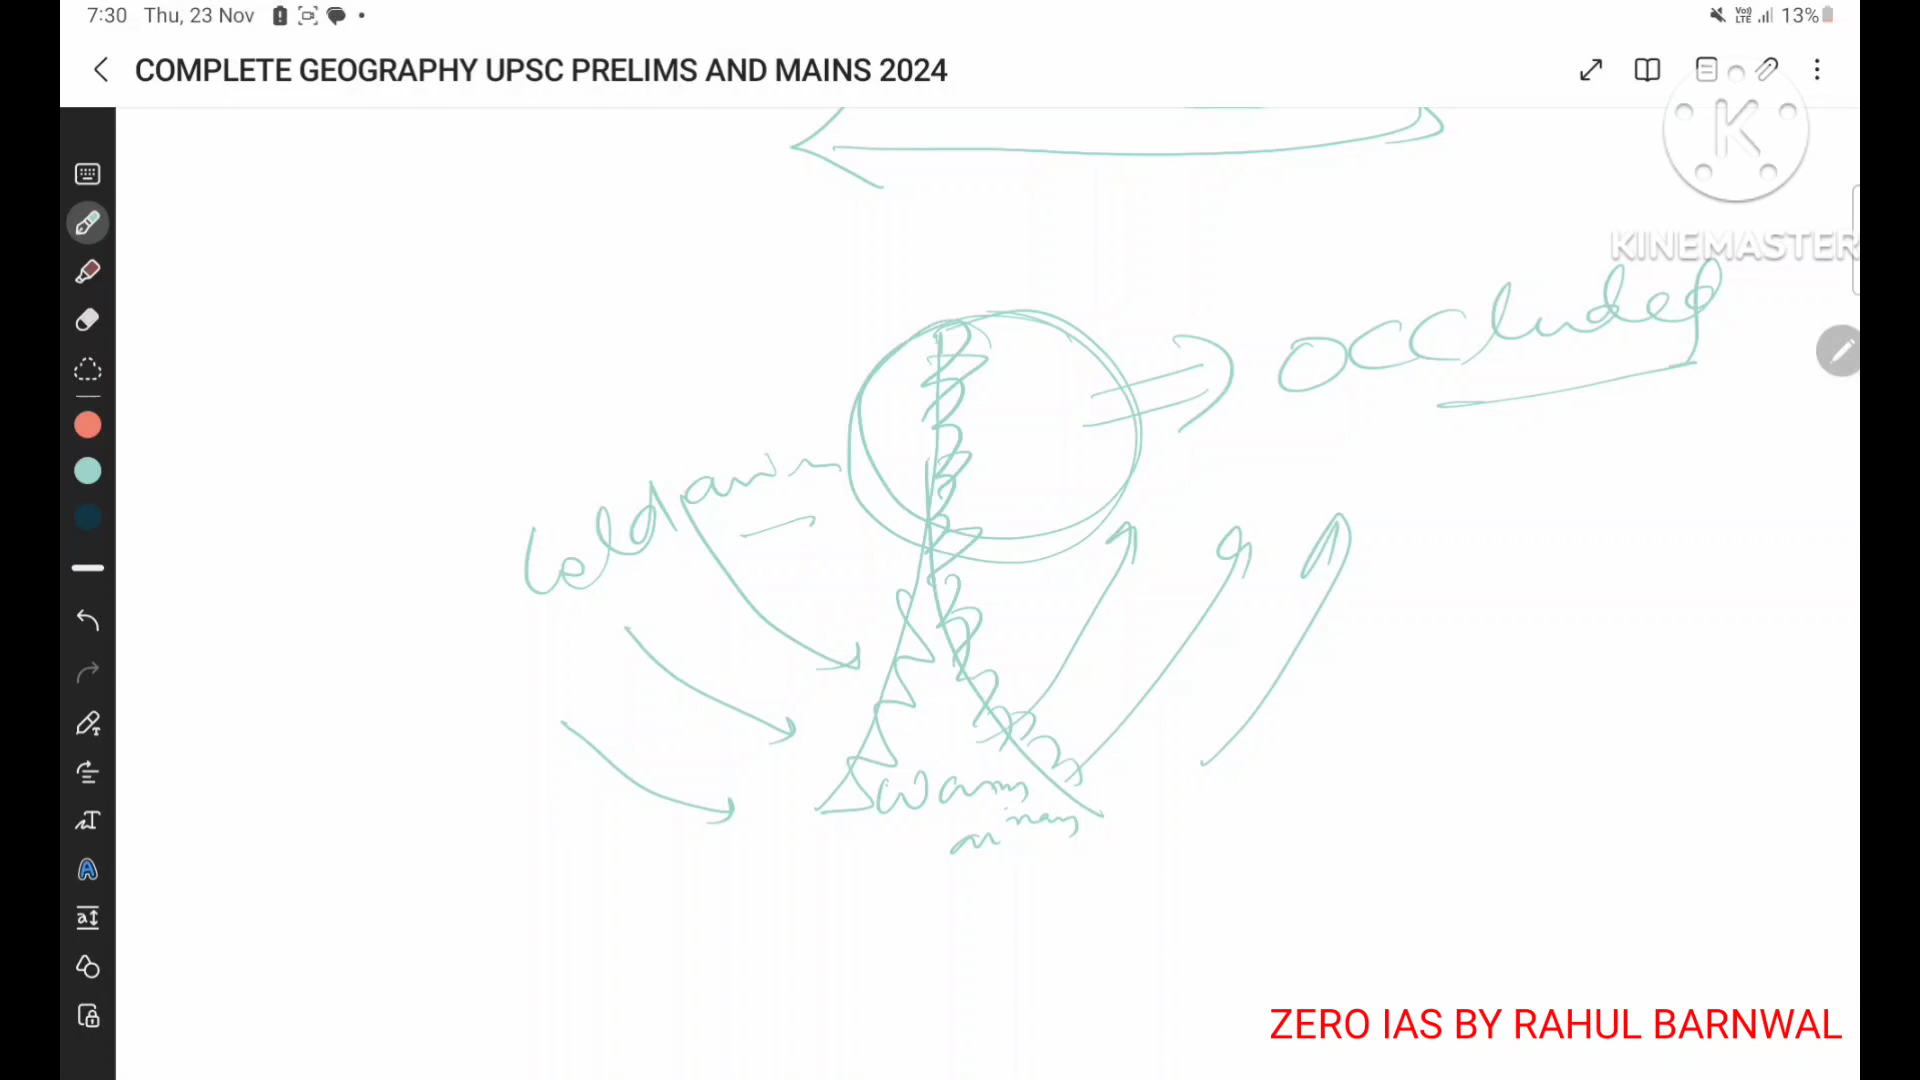 7:30 Thu, 23 Nov
13%
COMPLETE GEOGRAPHY UPSC PRELIMS AND MAINS 2024
K
KINEMASTER
occluded
Cold air
warm
ZERO IAS BY RAHUL BARNWAL